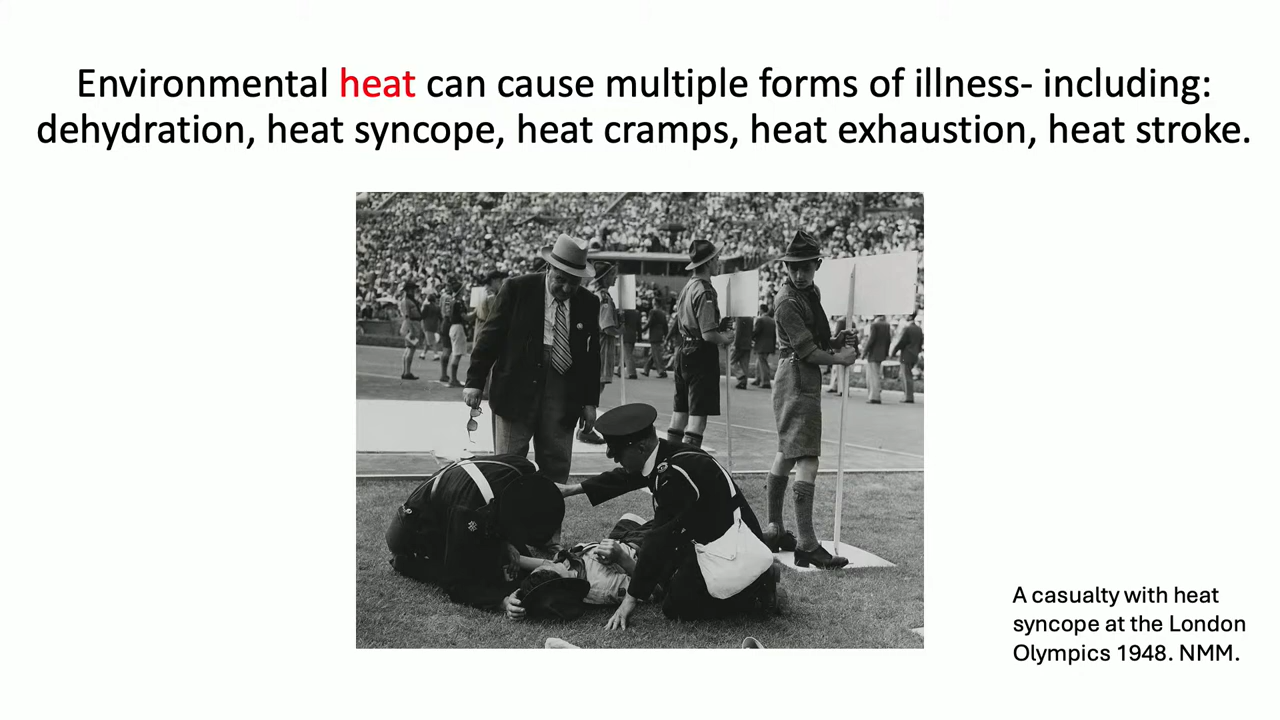 Environmental heat can cause multiple forms of illness- including:
dehydration, heat syncope, heat cramps, heat exhaustion, heat stroke.
A casualty with heat
syncope at the London
Olympics 1948. NMM.